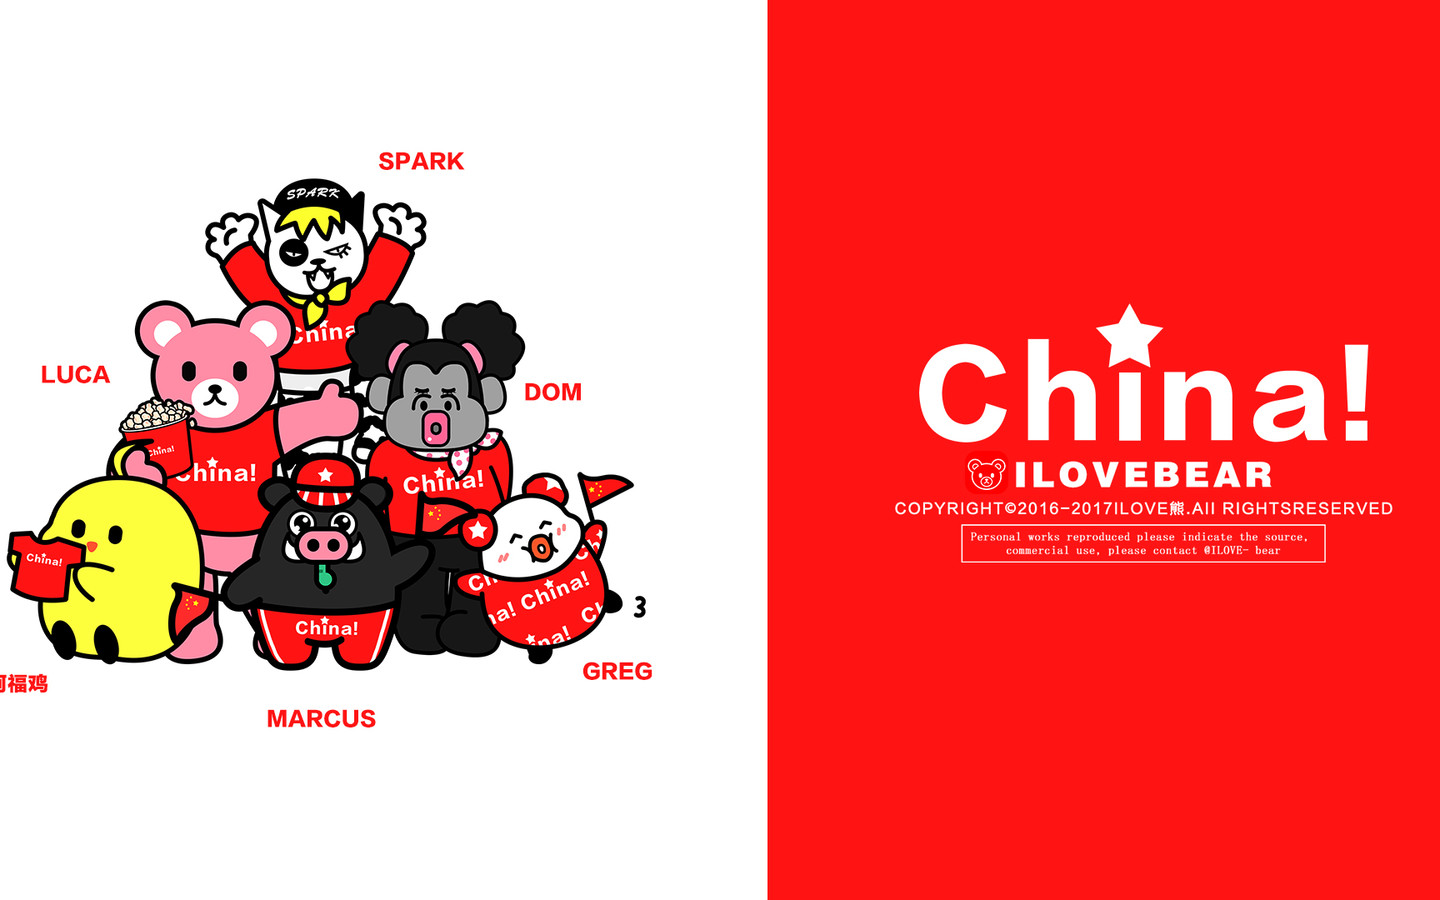 SPARK
SPARK
China
LUCA
DOM
China!
China!
China!
China!
China!
China!
3
GREG
福鸡
MARCUS
China!
ILOVEBEAR
COPYRIGHT©2016-2017ILOVE熊.All RIGHTSRESERVED
Personal works reproduced please indicate the source,
commercial use, please contact @ILOVE- bear